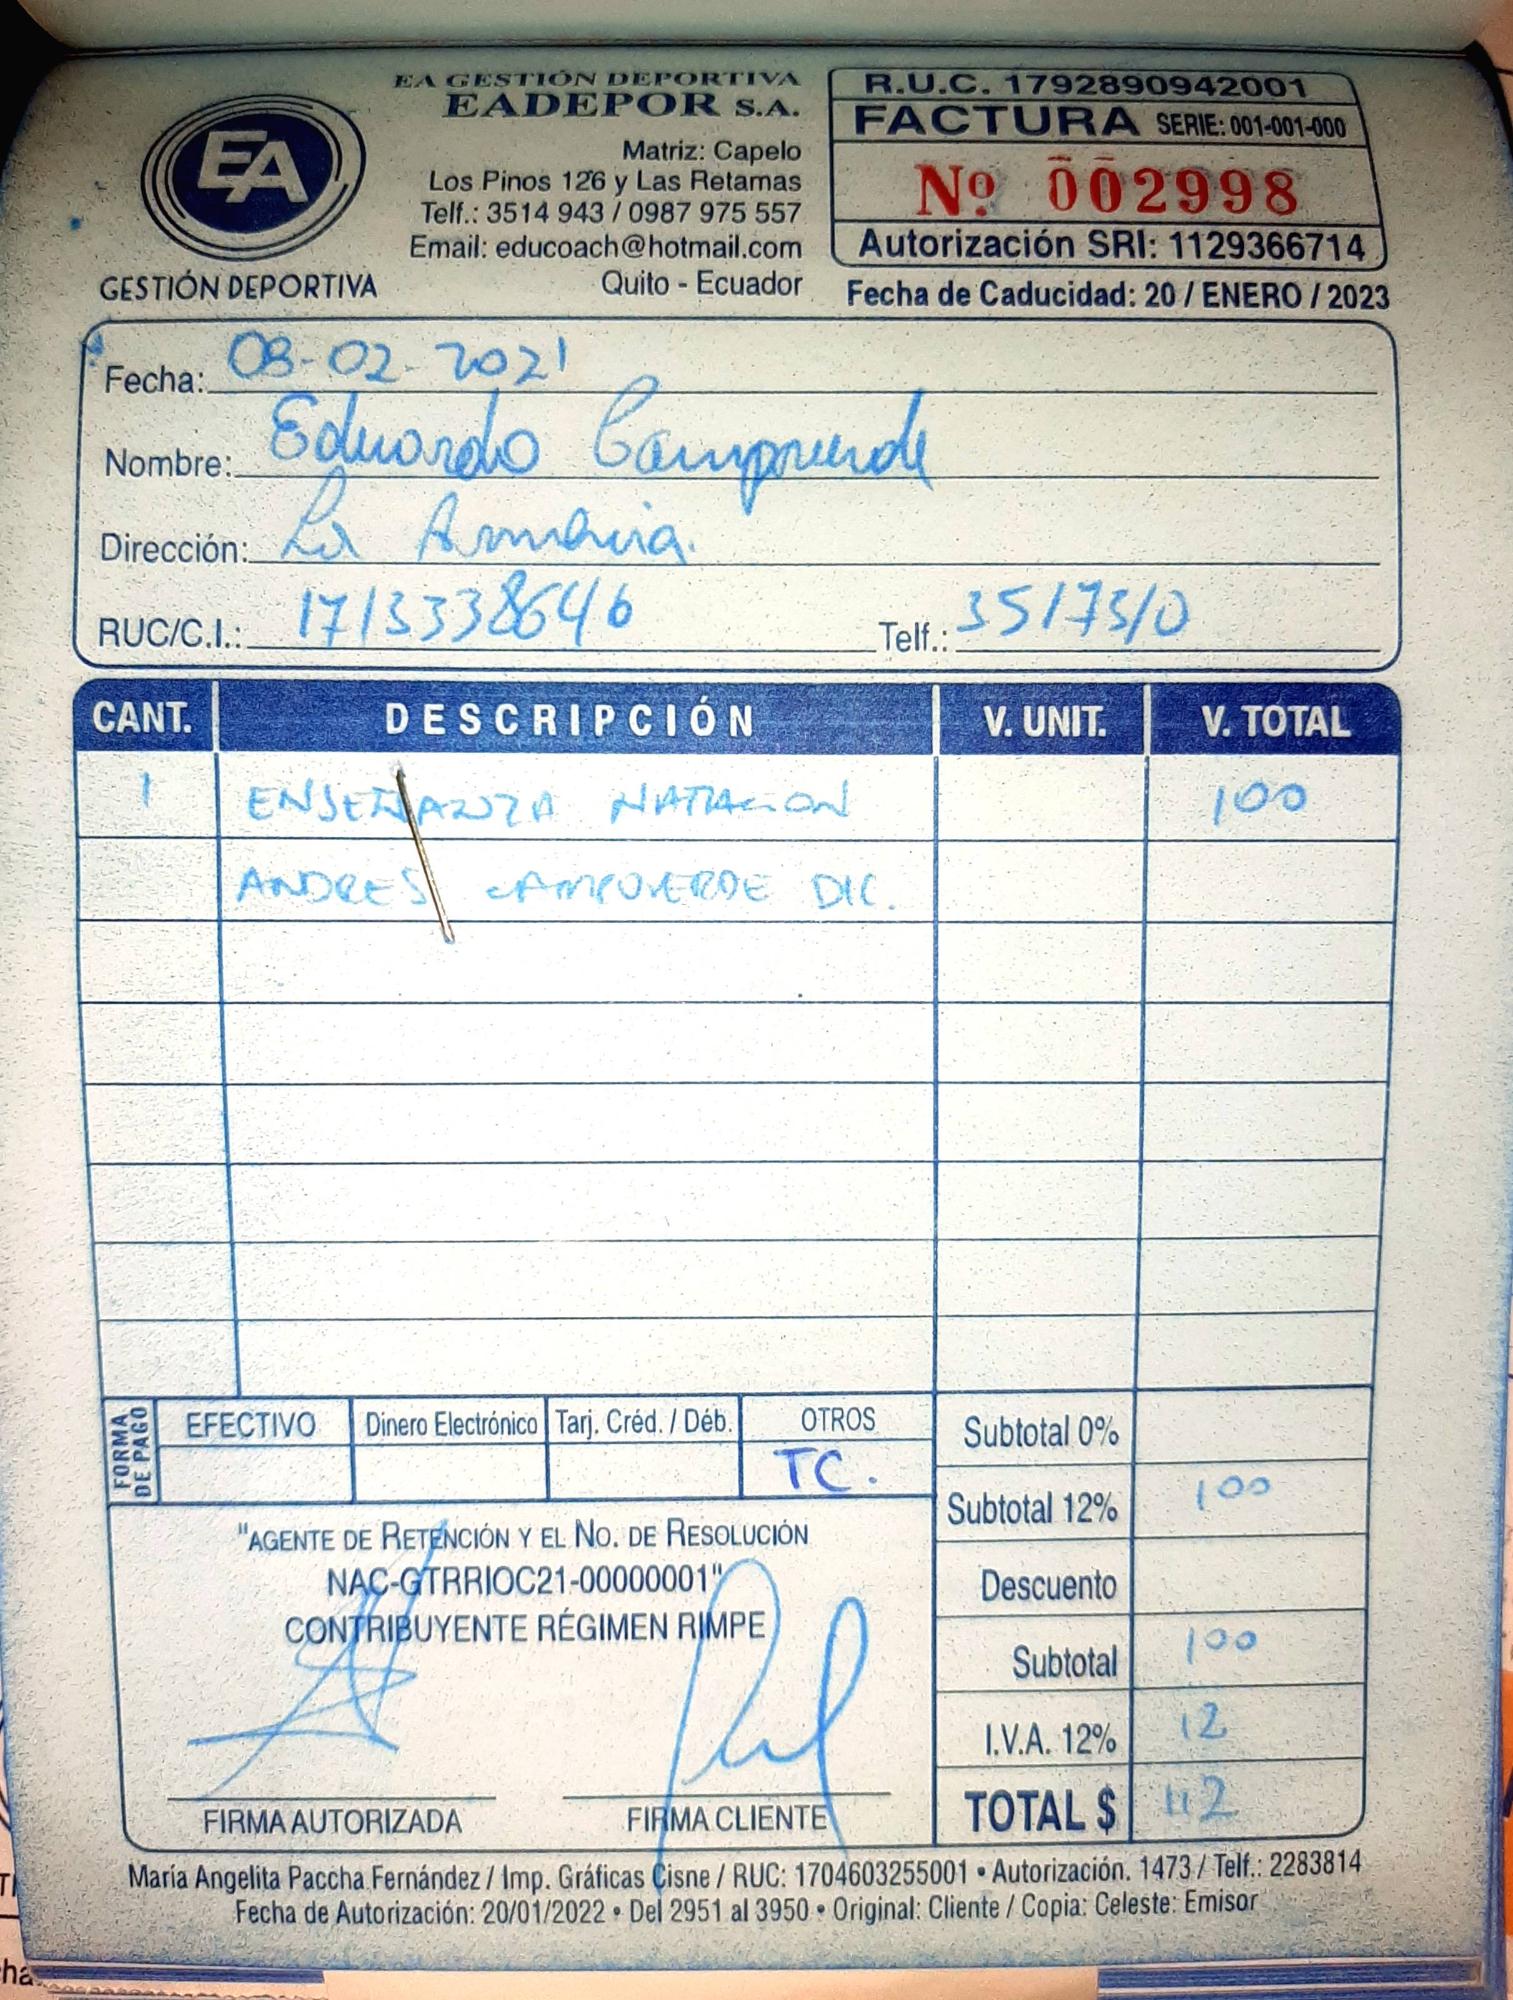 EA GESTIÓN DEPORTIVA
EADEPOR S.A.
EA
GESTIÓN DEPORTIVA
Matriz: Capelo
Los Pinos 126 y Las Retamas
Telf.: 3514 943 / 0987 975 557
Email: educoach@hotmail.com
Quito - Ecuador
R.U.C. 1792890942001
FACTURA SERIE: 001-001-000
Nº 002998
Autorización SRI: 1129366714
Fecha de Caducidad: 20 / ENERO / 2023
Fecha: 08-02-2021
Nombre: Eduardo
Dirección: La Armenia.
RUC/C.I.: 1713338646 Telf.: 3517310
CANT. DESCRIPCIÓN V. UNIT. V. TOTAL
1 ENSEÑANZA NATACION 100
ANDRES CAMPOVERDE DIC.
FORMA DE PAGO
EFECTIVO Dinero Electrónico Tarj. Créd. / Déb. OTROS
TC.
Subtotal 0%
Subtotal 12% 100
Descuento
Subtotal 100
I.V.A. 12% 12
TOTAL $ 112
"AGENTE DE RETENCIÓN Y EL NO. DE RESOLUCIÓN
NAC-GTRRIOC21-00000001"
CONTRIBUYENTE RÉGIMEN RIMPE
FIRMA AUTORIZADA FIRMA CLIENTE
María Angelita Paccha Fernández / Imp. Gráficas Cisne / RUC: 1704603255001 • Autorización. 1473 / Telf.: 2283814
Fecha de Autorización: 20/01/2022 • Del 2951 al 3950 • Original: Cliente / Copia: Celeste: Emisor